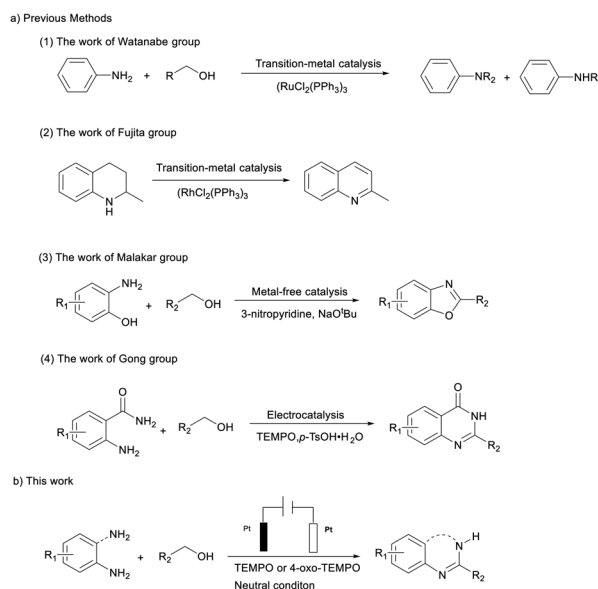 a) Previous Methods
(1) The work of Watanabe group
NH2 + R OH Transition-metal catalysis (RuCl2(PPh3)3 NR2 + NHR
(2) The work of Fujita group
N H Transition-metal catalysis (RhCl2(PPh3)3 N
(3) The work of Malakar group
R1 NH2 OH + R2 OH Metal-free catalysis 3-nitropyridine, NaOtBu R1 N O R2
(4) The work of Gong group
R1 O NH2 NH2 + R2 OH Electrocatalysis TEMPO,p-TsOH•H2O R1 O NH N R2
b) This work
Pt Pt
R1 NH2 NH2 + R2 OH TEMPO or 4-oxo-TEMPO R1 N H N R2
Neutral conditon